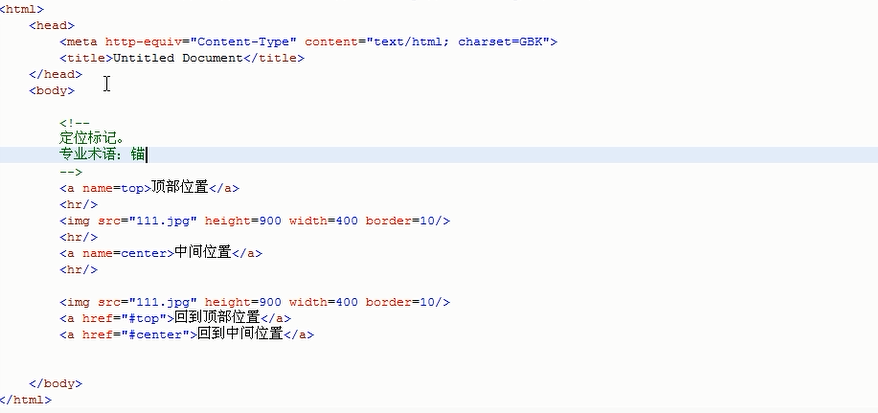 <html>
<head>
<meta http-equiv="Content-Type" content="text/html; charset=GBK">
<title>Untitled Document</title>
</head>
<body>
<!--
定位标记。
专业术语：锚
-->
<a name=top>顶部位置</a>
<hr/>
<img src="111.jpg" height=900 width=400 border=10/>
<hr/>
<a name=center>中间位置</a>
<hr/>
<img src="111.jpg" height=900 width=400 border=10/>
<a href="#top">回到顶部位置</a>
<a href="#center">回到中间位置</a>
</body>
</html>